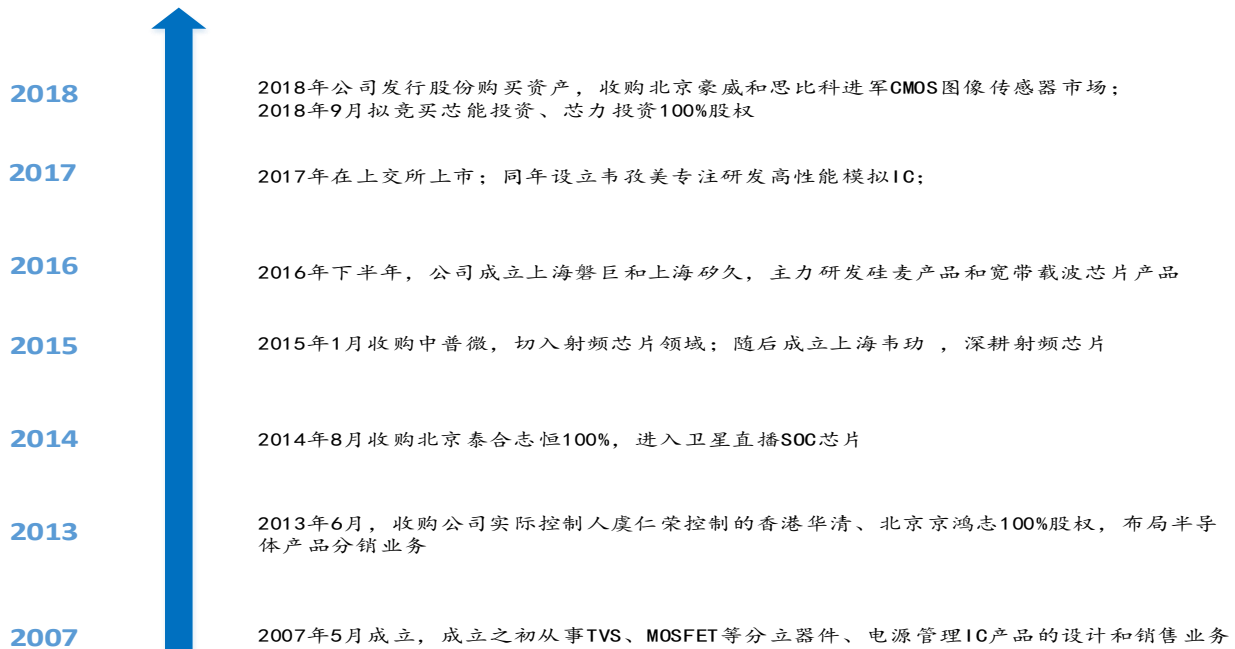 2018
2018年公司发行股份购买资产，收购北京豪威和思比科进军CMOS图像传感器市场；
2018年9月拟竞买芯能投资、芯力投资100%股权
2017
2017年在上交所上市；同年设立韦孜美专注研发高性能模拟IC；
2016
2016年下半年，公司成立上海磐巨和上海矽久，主力研发硅麦产品和宽带载波芯片产品
2015
2015年1月收购中普微，切入射频芯片领域；随后成立上海韦玏 ，深耕射频芯片
2014
2014年8月收购北京泰合志恒100%，进入卫星直播SOC芯片
2013
2013年6月，收购公司实际控制人虞仁荣控制的香港华清、北京京鸿志100%股权，布局半导
体产品分销业务
2007
2007年5月成立，成立之初从事TVS、MOSFET等分立器件、电源管理IC产品的设计和销售业务